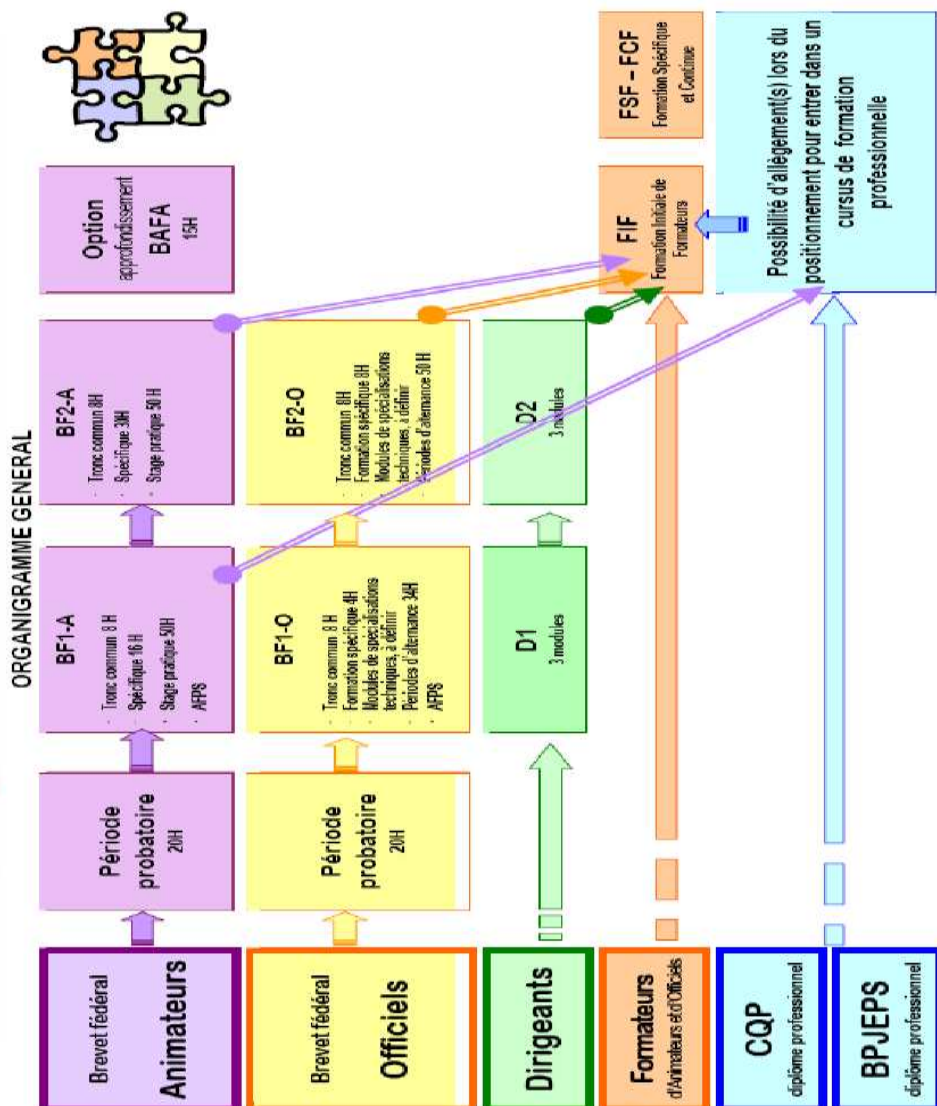 ORGANIGRAMME GENERAL
Brevet fédéral
Animateurs
Période
probatoire
20H
BF1-A
· Tronc commun 8 H
· Spécifique 16 H
· Stage pratique 50H
· AFPS
BF2-A
· Tronc commun 8H
· Spécifique
· Stage pratique 50 H
Option
approfondissement
BAFA
15H
Brevet fédéral
Officiels
Période
probatoire
20H
BF1-O
· Tronc commun 8 H
· Formation spécifique 4H
· Modules de spécialisations
techniques, à définir
· Périodes d'alternance 34H
· AFPS
BF2-O
· Tronc commun 8H
· Formation spécifique 8H
· Modules de spécialisations
techniques, à définir
· Périodes d'alternance 50 H
Dirigeants
D1
3 modules
D2
3 modules
Formateurs
d'Animateurs et d'Officiels
FIF
Formation Initiale de
Formateurs
FSF – FCF
Formation Spécifique
et Continue
CQP
diplôme professionnel
BPJEPS
diplôme professionnel
Possibilité d'allègement(s) lors du
positionnement pour entrer dans un
cursus de formation
professionnelle